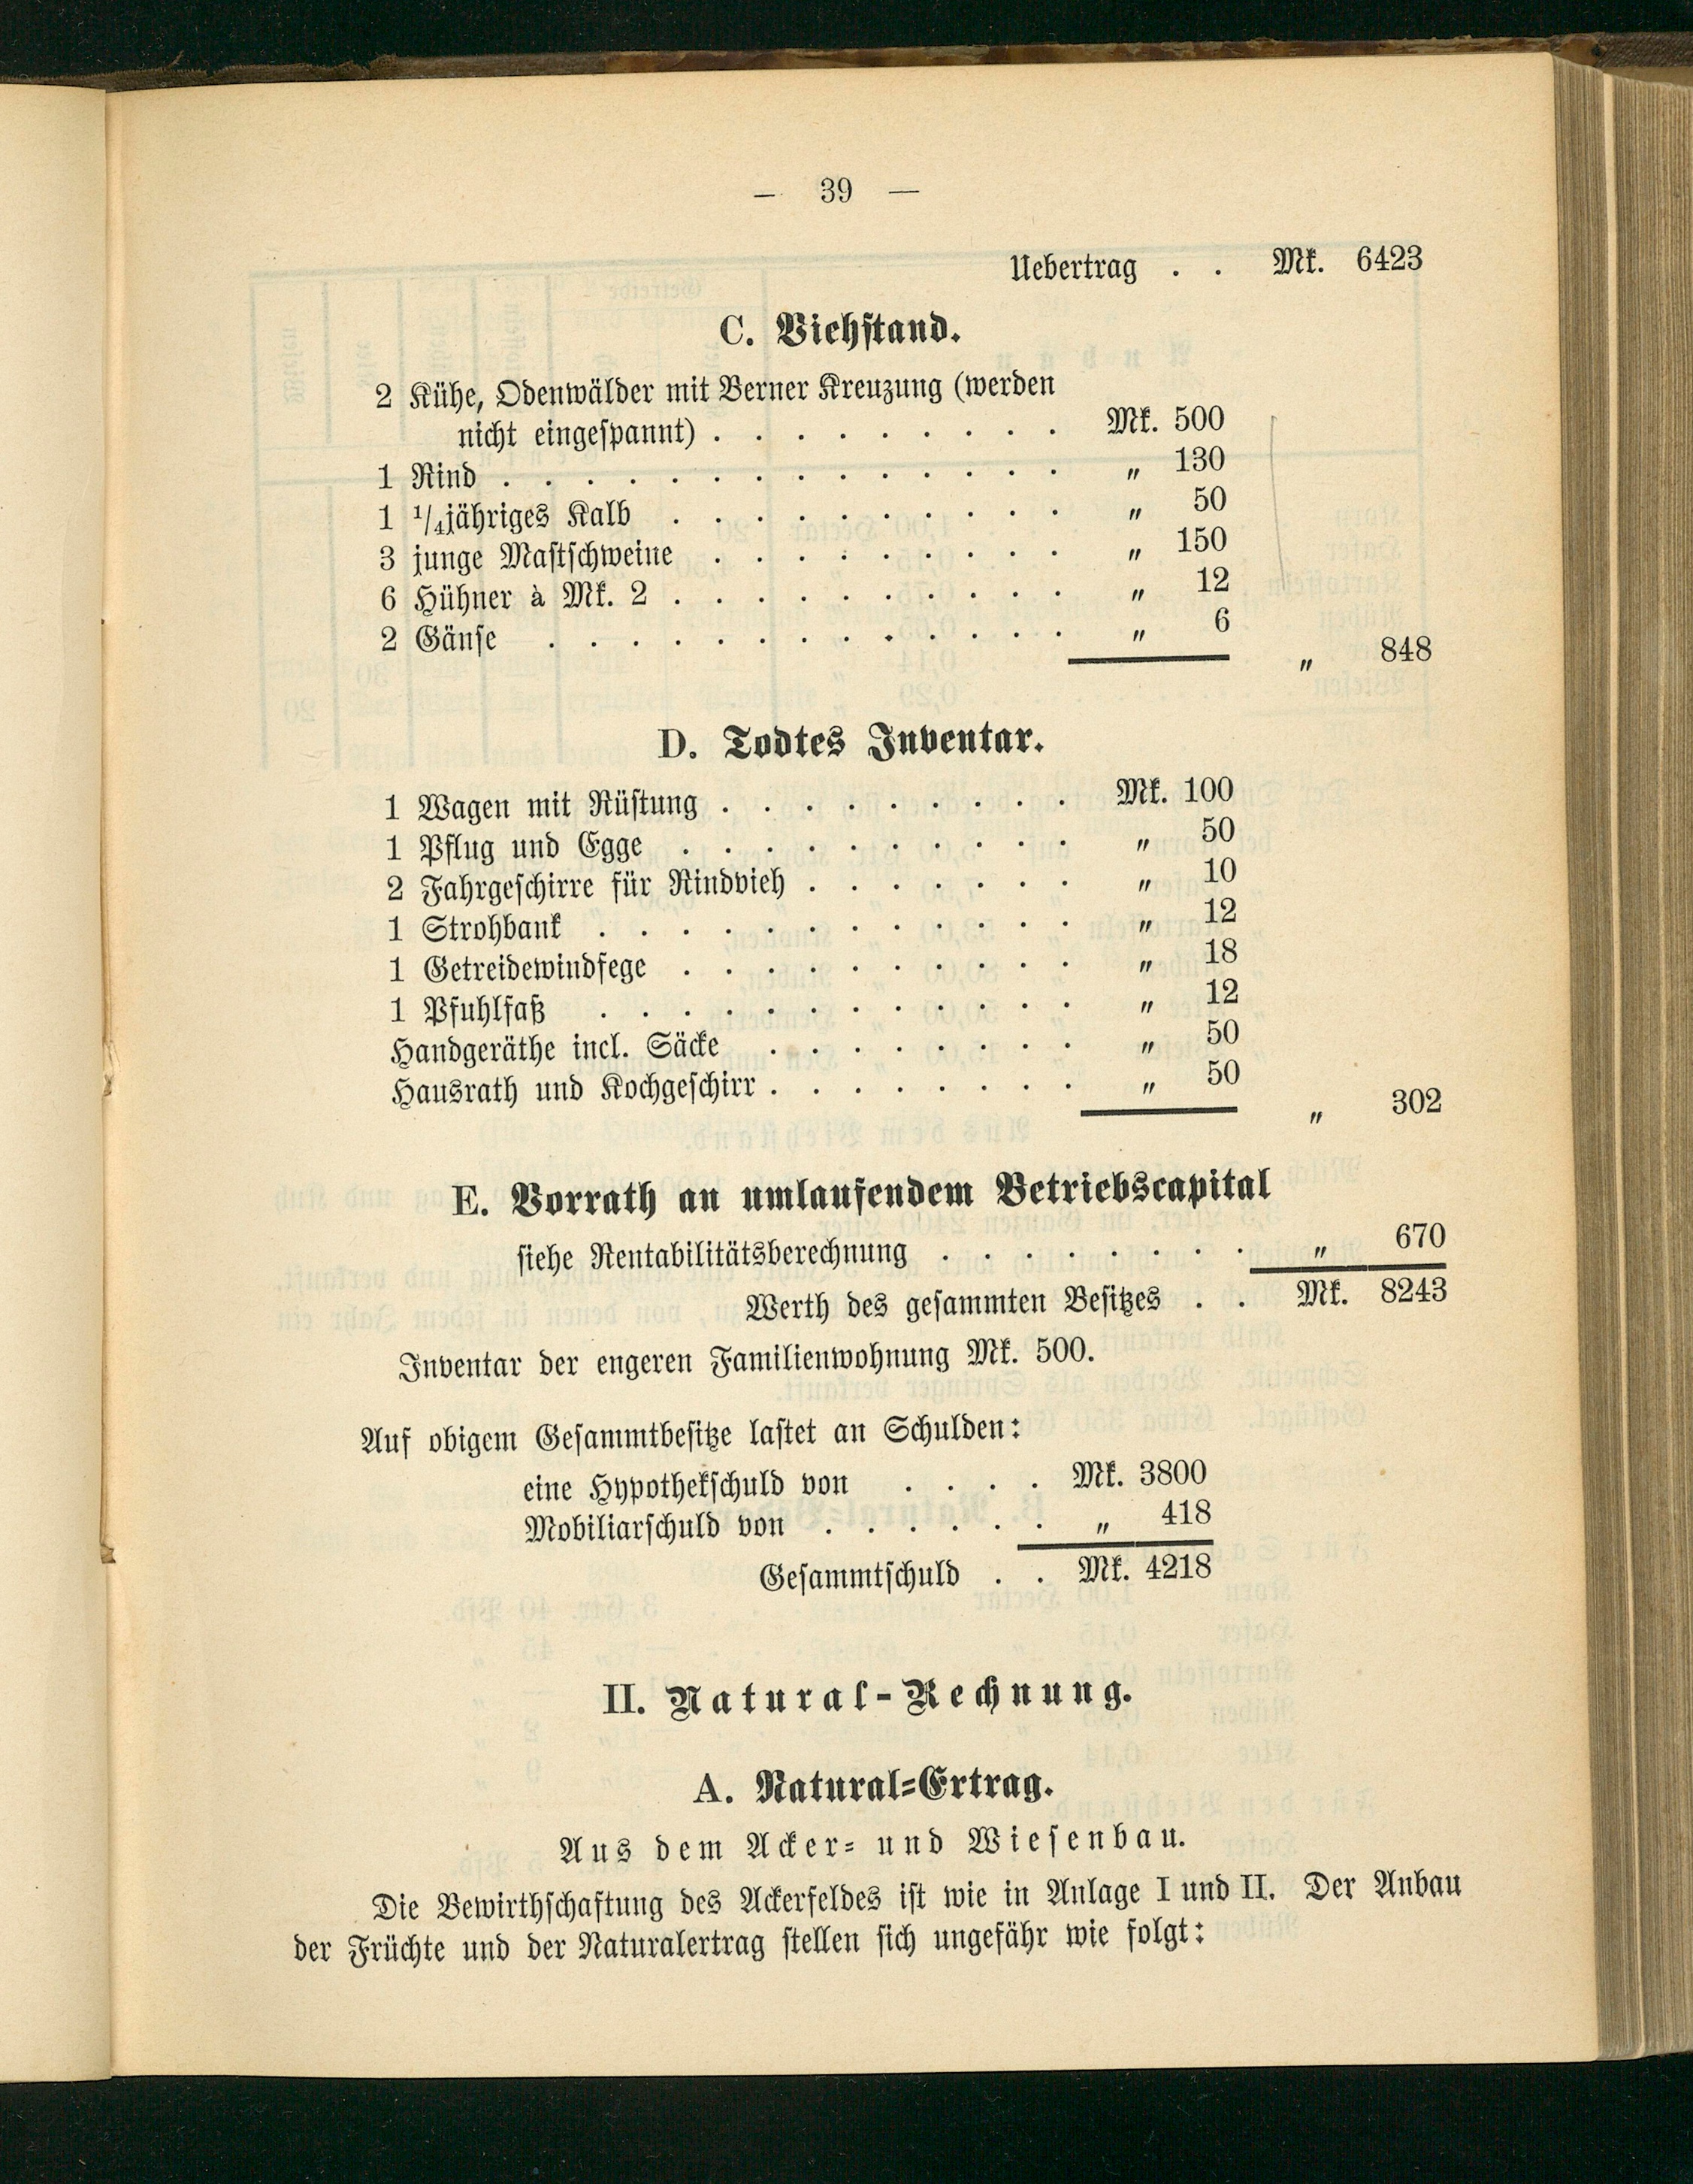 — 39 —
Uebertrag . . Mk. 6423
C. Viehstand.
2 Kühe, Odenwälder mit Berner Kreuzung (werden
nicht eingespannt) . . . . . . . . . Mk. 500
1 Rind . . . . . . . . . . . . . . „ 130
1 1/4jähriges Kalb . . . . . . . . . . „ 50
3 junge Mastschweine . . . . . . . . . „ 150
6 Hühner à Mk. 2 . . . . . . . . . . „ 12
2 Gänse . . . . . . . . . . . . . „ 6
„ 848
D. Todtes Inventar.
1 Wagen mit Rüstung . . . . . . . . . Mk. 100
1 Pflug und Egge . . . . . . . . . . „ 50
2 Fahrgeschirre für Rindvieh . . . . . . . „ 10
1 Strohbank . . . . . . . . . . . . „ 12
1 Getreidewindfege . . . . . . . . . . „ 18
1 Pfuhlfaß . . . . . . . . . . . . „ 12
Handgeräthe incl. Säcke . . . . . . . . „ 50
Hausrath und Kochgeschirr . . . . . . . . „ 50
„ 302
E. Vorrath an umlaufendem Betriebscapital
siehe Rentabilitätsberechnung . . . . . . . . „ 670
Werth des gesammten Besitzes . . Mk. 8243
Inventar der engeren Familienwohnung Mk. 500.
Auf obigem Gesammtbesitze lastet an Schulden:
eine Hypothekschuld von . . . . Mk. 3800
Mobiliarschuld von . . . . . . „ 418
Gesammtschuld . . Mk. 4218
II. Natural-Rechnung.
A. Natural-Ertrag.
Aus dem Acker- und Wiesenbau.
Die Bewirthschaftung des Ackerfeldes ist wie in Anlage I und II. Der Anbau
der Früchte und der Naturalertrag stellen sich ungefähr wie folgt: